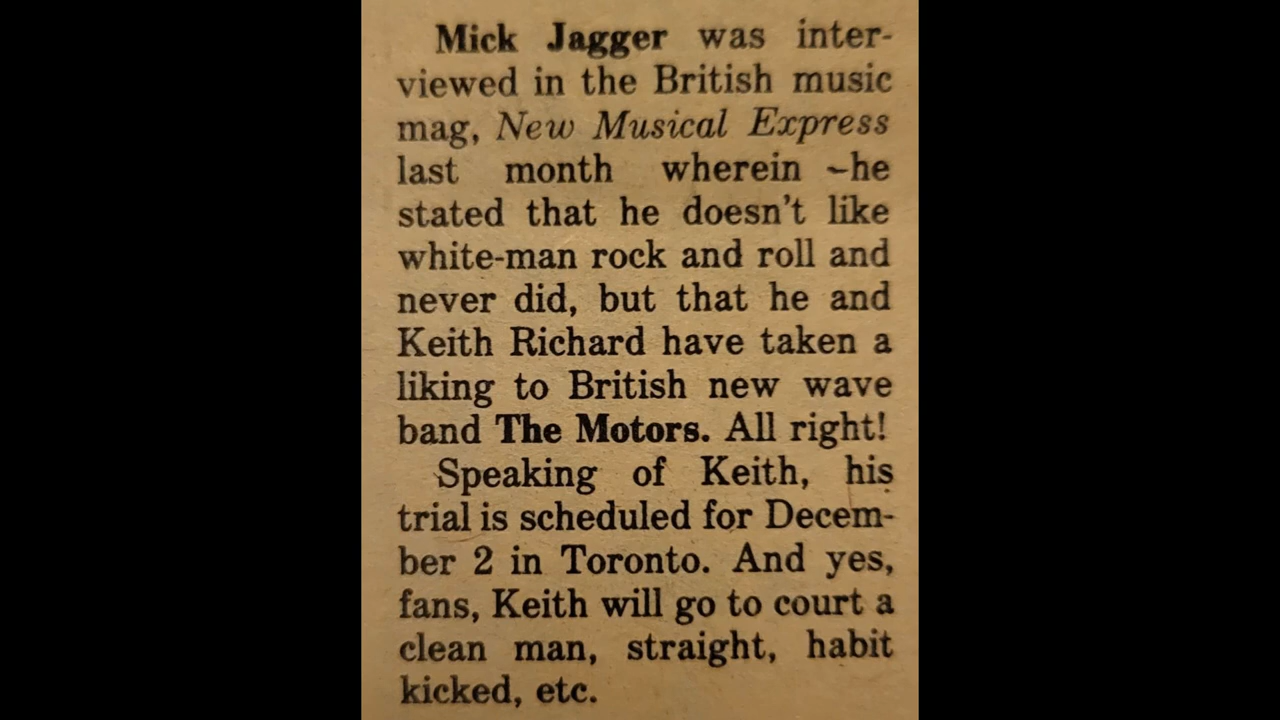 Mick Jagger was inter-
viewed in the British music
mag, New Musical Express
last month wherein -he
stated that he doesn't like
white-man rock and roll and
never did, but that he and
Keith Richard have taken a
liking to British new wave
band The Motors. All right!
Speaking of Keith, his
trial is scheduled for Decem-
ber 2 in Toronto. And yes,
fans, Keith will go to court a
clean man, straight, habit
kicked, etc.